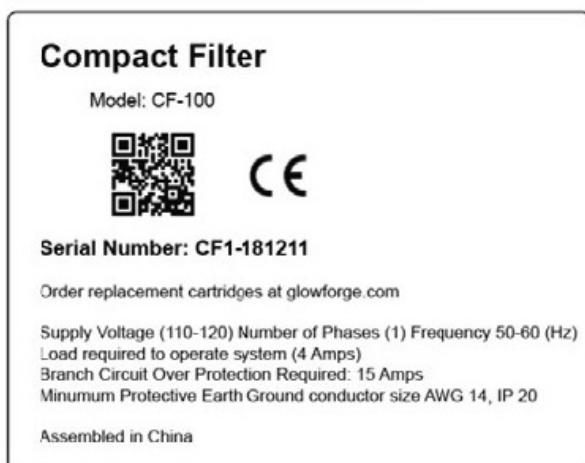 Compact Filter
Model: CF-100
CE
Serial Number: CF1-181211
Order replacement cartridges at glowforge.com
Supply Voltage (110-120) Number of Phases (1) Frequency 50-60 (Hz)
Load required to operate system (4 Amps)
Branch Circuit Over Protection Required: 15 Amps
Minumum Protective Earth Ground conductor size AWG 14, IP 20
Assembled in China